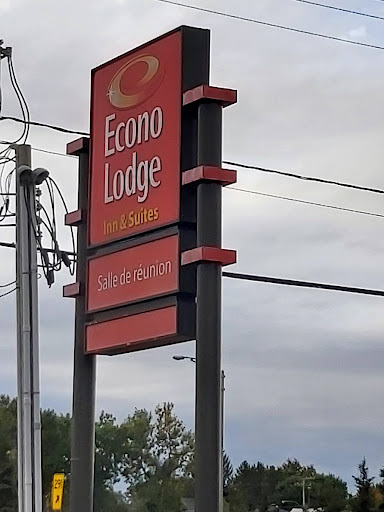 Econo
Lodge
Inn & Suites
Salle de réunion